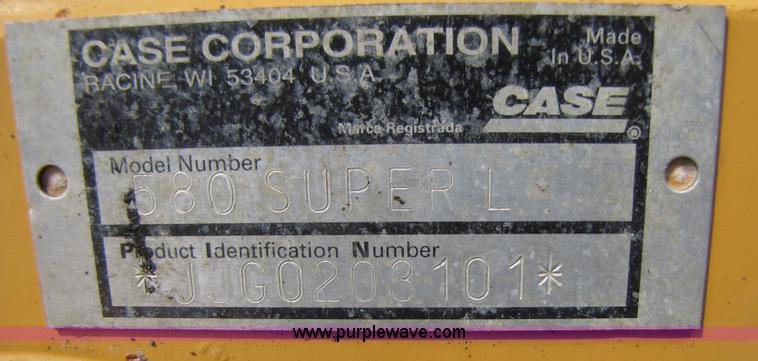 CASE CORPORATION
RACINE, WI 53404 U.S.A.
Made
In U.S.A.
CASE
®
Marca Registrada
Model Number
580 SUPER L
Product Identification Number
*JJG0203101*
www.purplewave.com